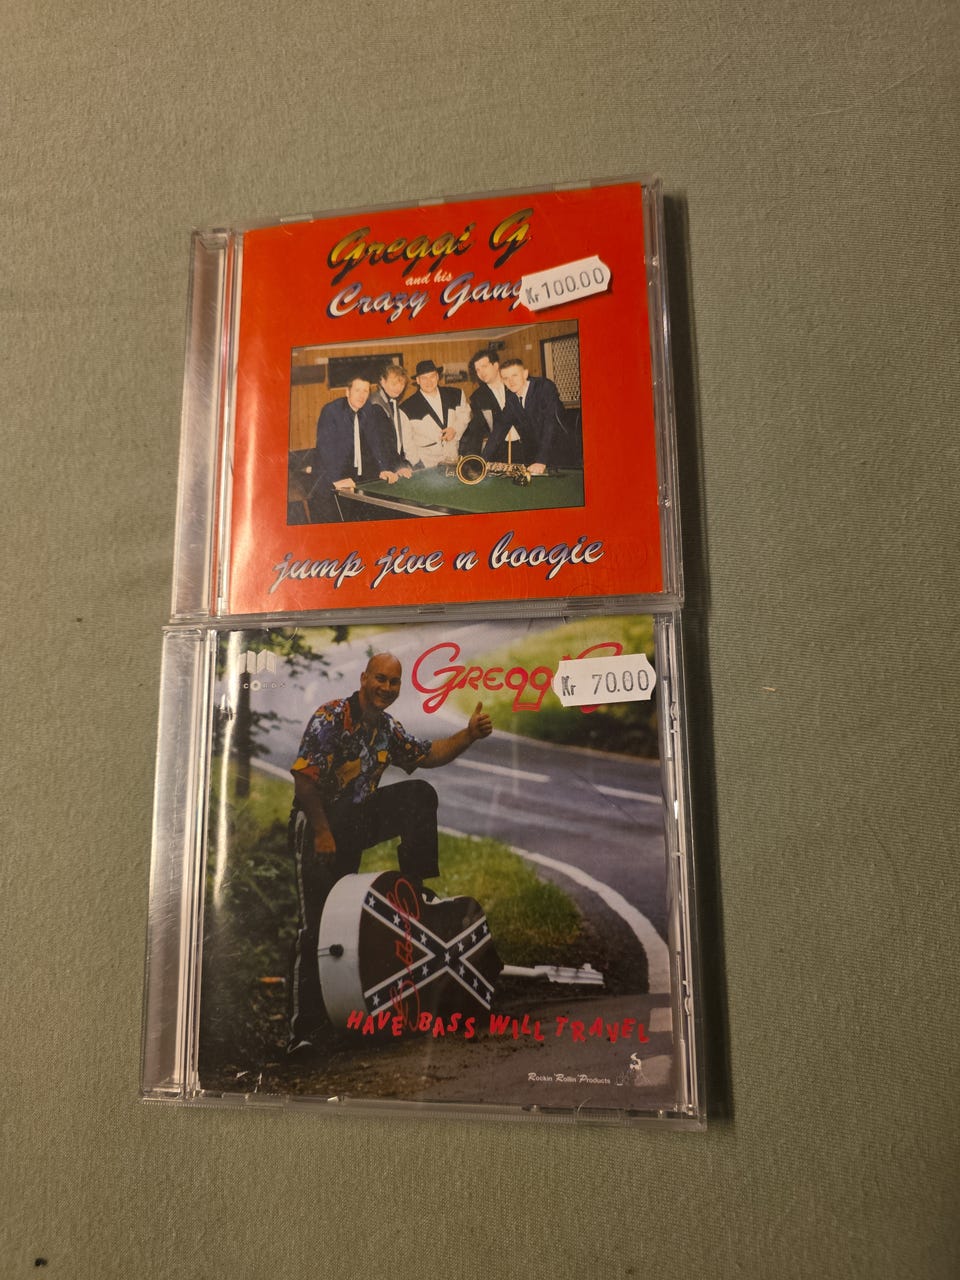 Greggi G
and his
Crazy Gang
Kr 100.00
jump jive n boogie
Kr 70.00
HAVE BASS WILL TRAVEL
Rockin' Rollin' Products